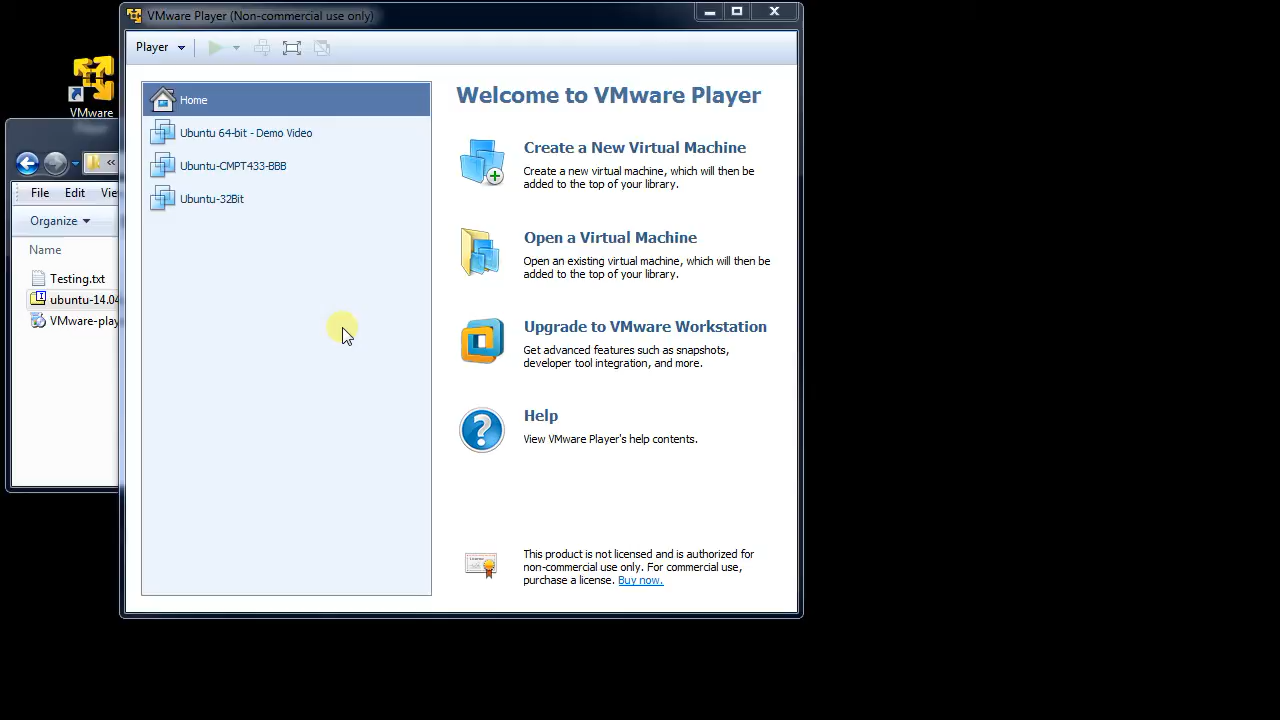 VMware Player (Non-commercial use only)
Player
VMware
Player
Home
Ubuntu 64-bit - Demo Video
Ubuntu-CMPT433-BBB
Ubuntu-32Bit
Welcome to VMware Player
Create a New Virtual Machine
Create a new virtual machine, which will then be
added to the top of your library.
Open a Virtual Machine
Open an existing virtual machine, which will then be
added to the top of your library.
Upgrade to VMware Workstation
Get advanced features such as snapshots,
developer tool integration, and more.
Help
View VMware Player's help contents.
This product is not licensed and is authorized for
non-commercial use only. For commercial use,
purchase a license. Buy now.
«
File Edit Vie
Organize
Name
Testing.txt
ubuntu-14.04
VMware-play